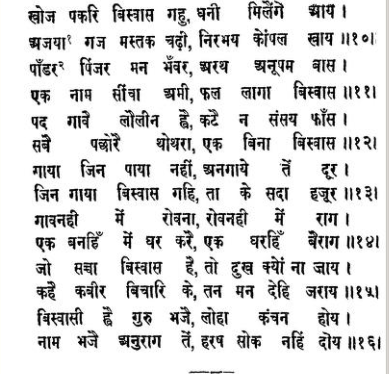 खोज पकरि बिस्वास गहु, धनी मिलैंगे आय ।
अजया१ गज मस्तक चढ़ी, निरभय कोंपल खाय ॥१०॥
पाँडर२ पिंजर मन भँवर, अरथ अनूपम बास ।
एक नाम सींचा अमी, फल लागा बिस्वास ॥११॥
पद गावै लौलीन ह्वै, कटै न संसय फाँस ।
सबै पछोरै थोथरा, एक बिना बिस्वास ॥१२॥
गाया जिन पाया नहीं, अनगाये तें दूर ।
जिन गाया बिस्वास गहि, ता के सदा हजूर ॥१३॥
गावनही में रोवना, रोवनही में राग ।
एक बनहिँ में घर करै, एक घरहिँ बैराग ॥१४॥
जो सच्चा बिस्वास है, तो दुख क्यों ना जाय ।
कहै कबीर बिचारि के, तन मन देहि जराय ॥१५॥
बिस्वासी ह्वै गुरु भजै, लोहा कंचन होय ।
नाम भजै अनुराग तें, हरष सोक नहिं दोय ॥१६॥